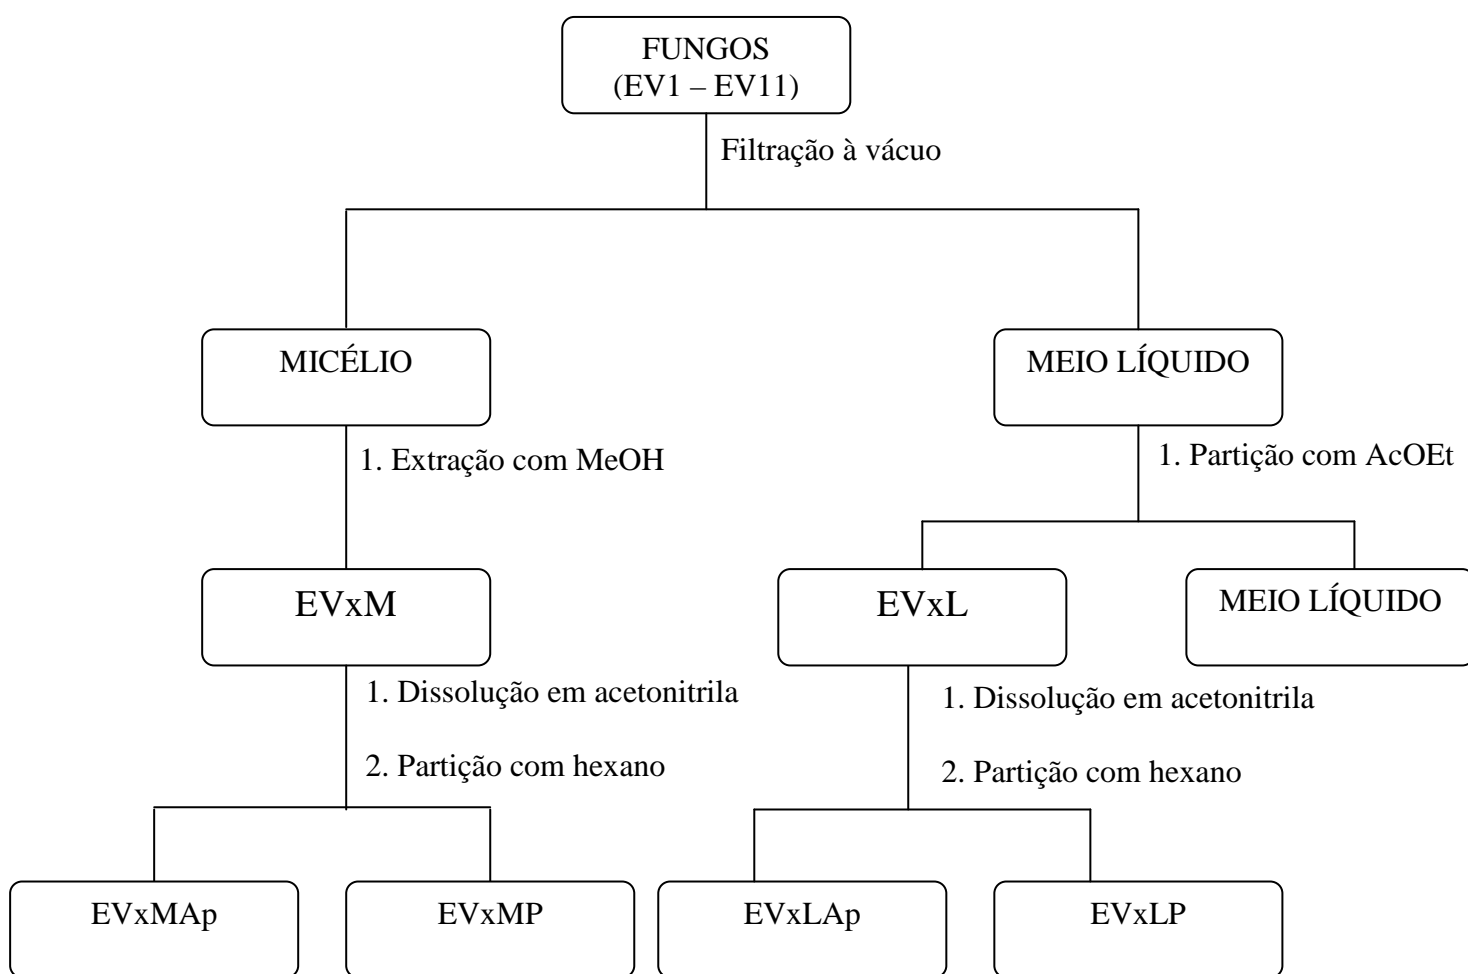 FUNGOS
(EV1 – EV11)
Filtração à vácuo
MICÉLIO
MEIO LÍQUIDO
1. Extração com MeOH
1. Partição com AcOEt
EVxM
EVxL
MEIO LÍQUIDO
1. Dissolução em acetonitrila
2. Partição com hexano
1. Dissolução em acetonitrila
2. Partição com hexano
EVxMAp
EVxMP
EVxLAp
EVxLP